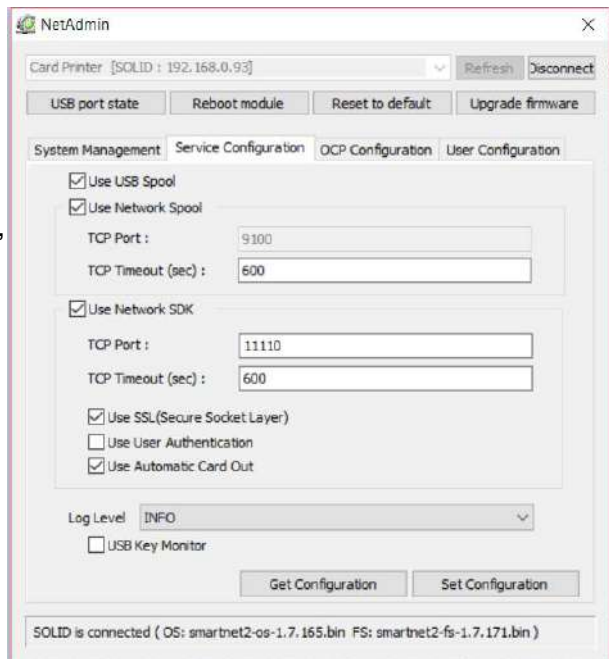 NetAdmin
Card Printer [SOLID : 192.168.0.93] Refresh Disconnect
USB port state Reboot module Reset to default Upgrade firmware
System Management Service Configuration OCP Configuration User Configuration
Use USB Spool
Use Network Spool
,
TCP Port : 9100
TCP Timeout (sec) : 600
Use Network SDK
TCP Port : 11110
TCP Timeout (sec) : 600
Use SSL(Secure Socket Layer)
Use User Authentication
Use Automatic Card Out
Log Level INFO
USB Key Monitor
Get Configuration Set Configuration
SOLID is connected ( OS: smartnet2-os-1.7.165.bin FS: smartnet2-fs-1.7.171.bin )